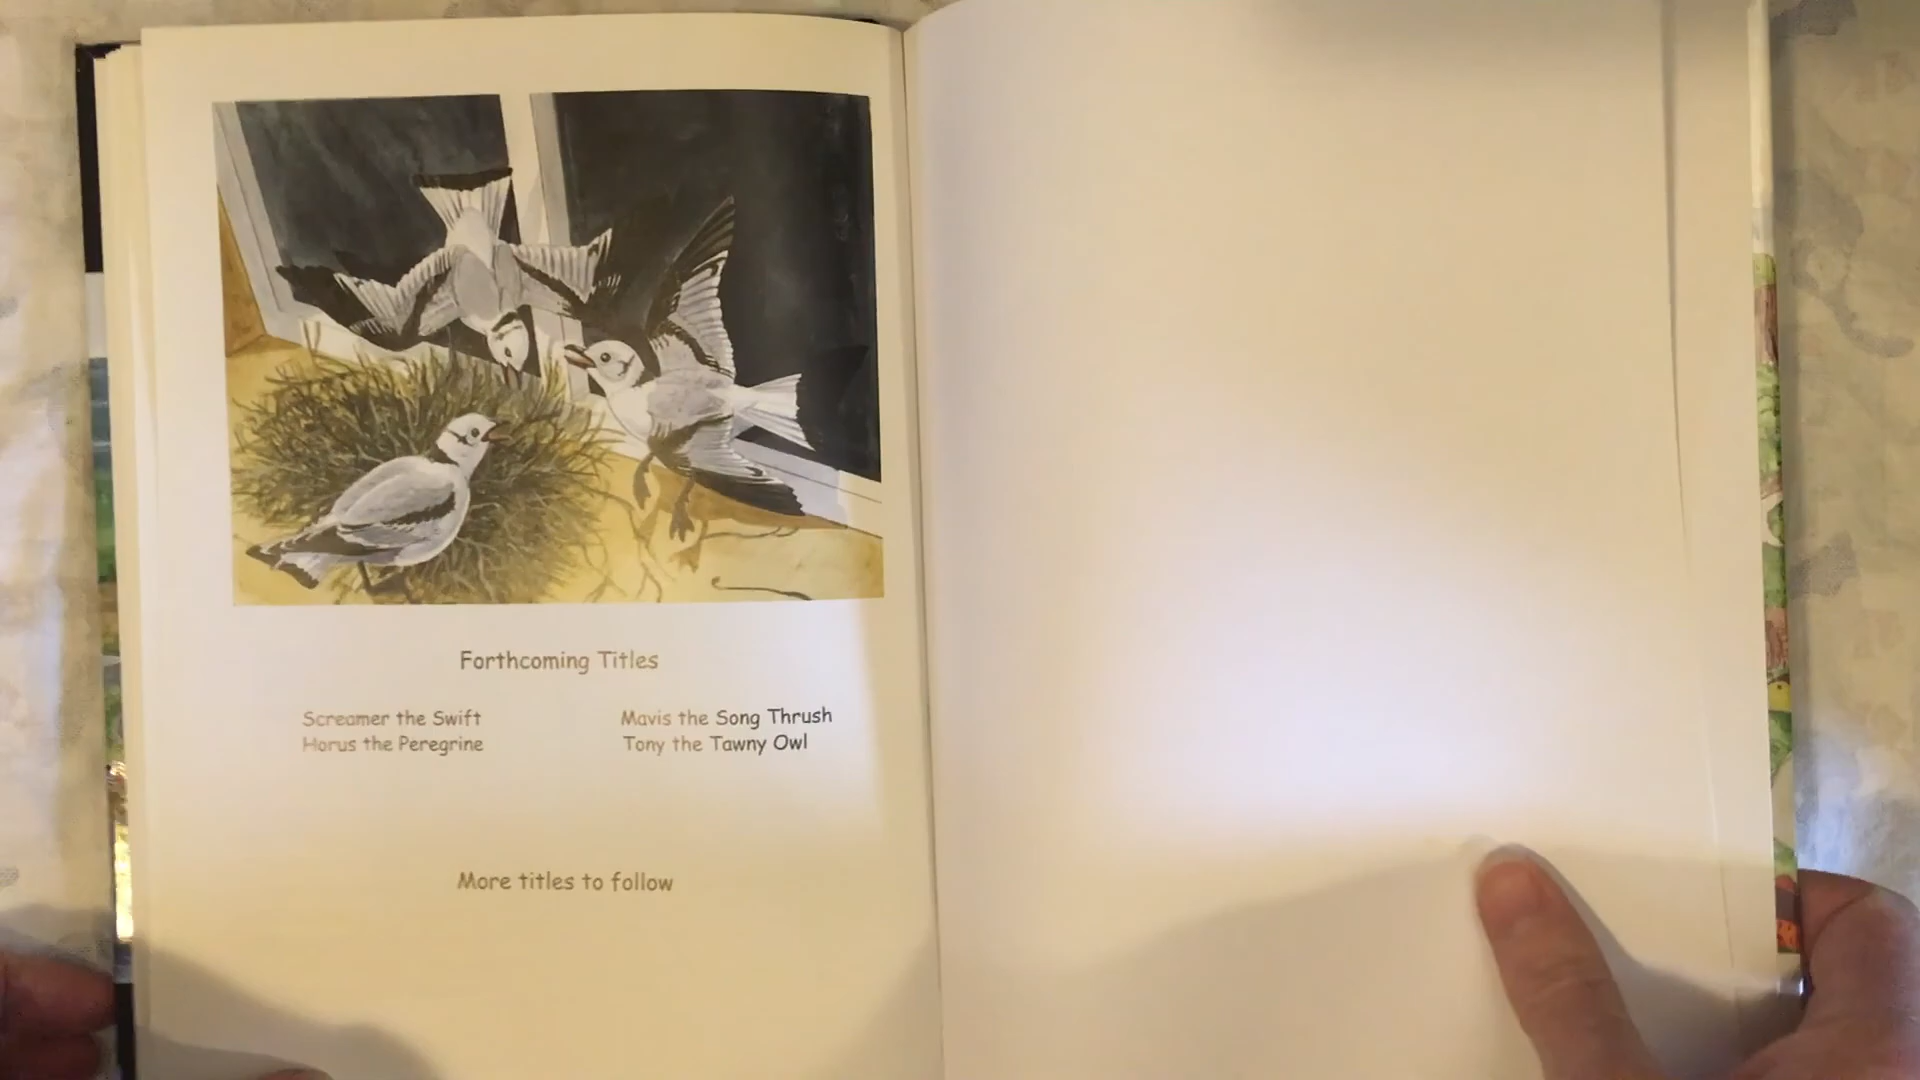 Forthcoming Titles
Screamer the Swift
Horus the Peregrine
Mavis the Song Thrush
Tony the Tawny Owl
More titles to follow